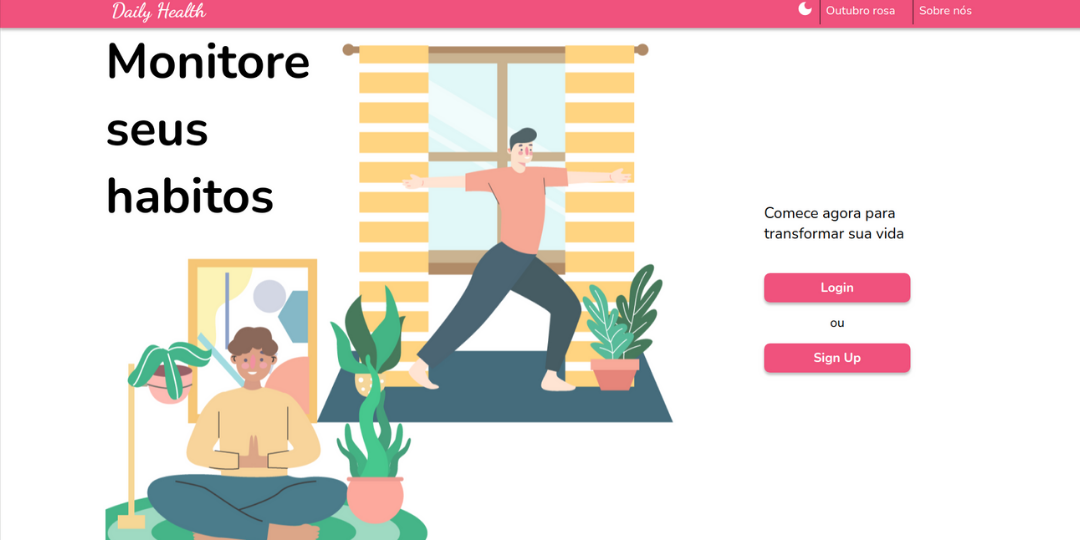 Daily Health
Outubro rosa
Sobre nós
Monitore
seus
habitos
Comece agora para
transformar sua vida
Login
ou
Sign Up